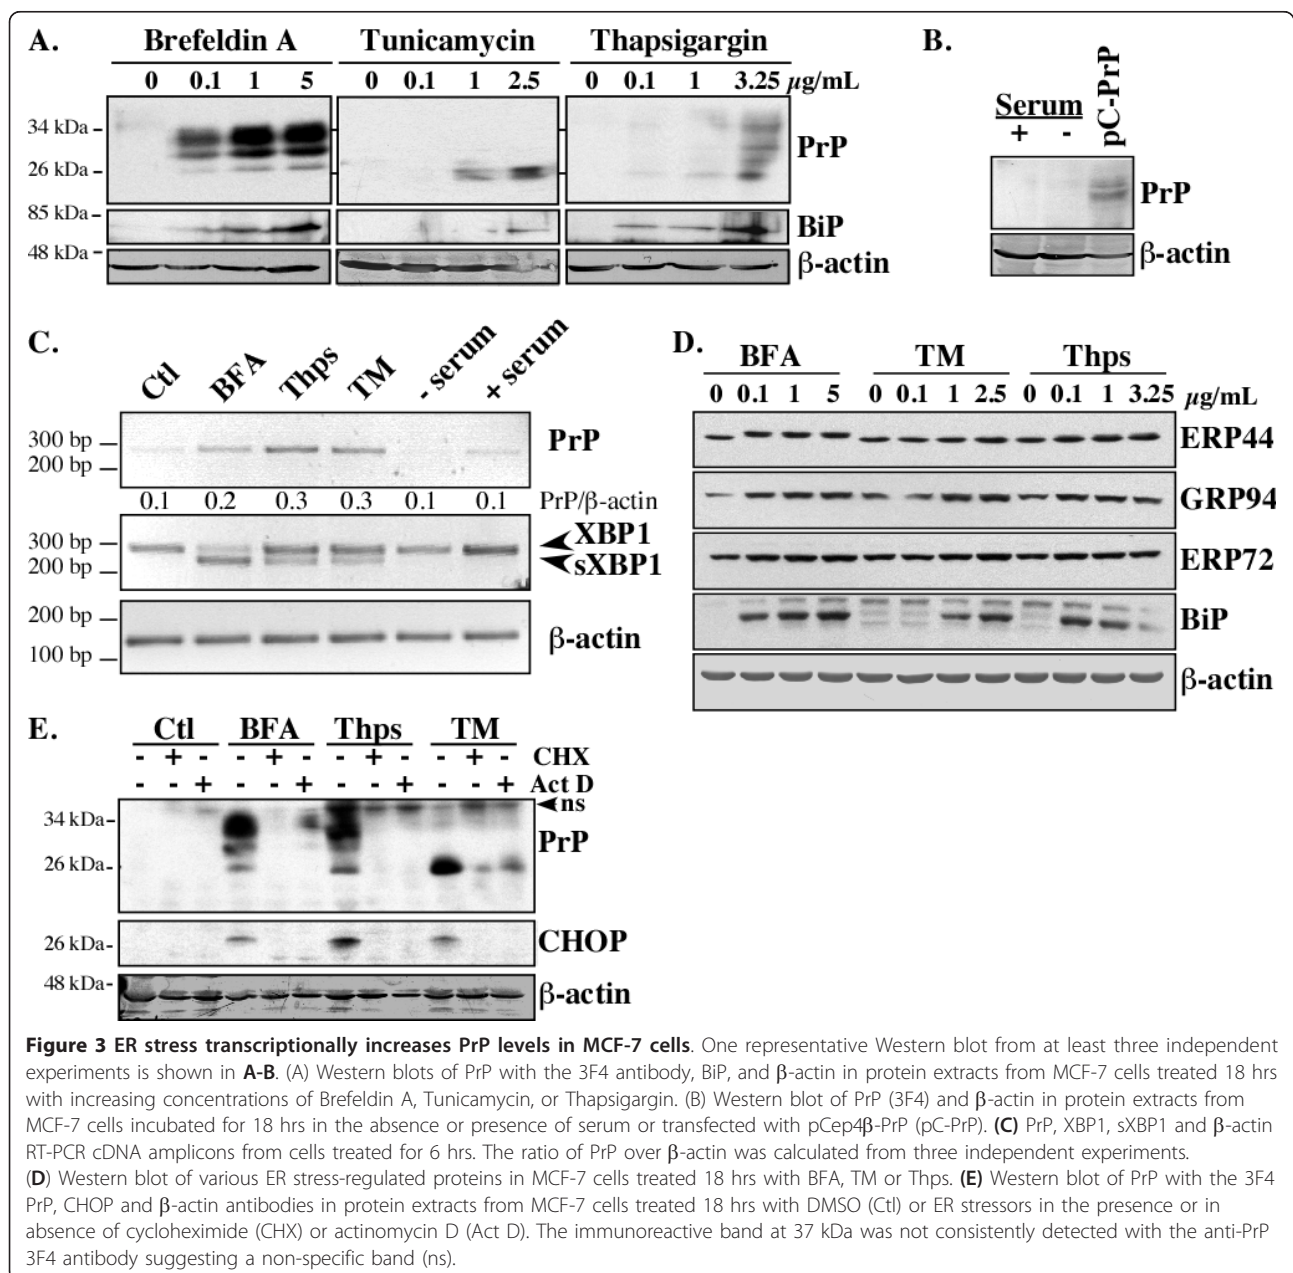 A.
Brefeldin A Tunicamycin Thapsigargin
0 0.1 1 5 0 0.1 1 2.5 0 0.1 1 3.25 µg/mL
34 kDa
PrP
26 kDa
85 kDa
BiP
48 kDa
β-actin
B.
Serum
+ -
pC-PrP
PrP
β-actin
C.
Ctl BFA Thps TM - serum + serum
300 bp
200 bp
PrP
0.1 0.2 0.3 0.3 0.1 0.1 PrP/β-actin
300 bp
200 bp
XBP1
sXBP1
200 bp
100 bp
β-actin
D.
BFA TM Thps
0 0.1 1 5 0 0.1 1 2.5 0 0.1 1 3.25 µg/mL
ERP44
GRP94
ERP72
BiP
β-actin
E.
Ctl BFA Thps TM
- + - - + - - + - - + - CHX
- - + - - + - - + - - + Act D
ns
34 kDa
PrP
26 kDa
26 kDa
CHOP
48 kDa
β-actin
Figure 3 ER stress transcriptionally increases PrP levels in MCF-7 cells. One representative Western blot from at least three independent
experiments is shown in A-B. (A) Western blots of PrP with the 3F4 antibody, BiP, and β-actin in protein extracts from MCF-7 cells treated 18 hrs
with increasing concentrations of Brefeldin A, Tunicamycin, or Thapsigargin. (B) Western blot of PrP (3F4) and β-actin in protein extracts from
MCF-7 cells incubated for 18 hrs in the absence or presence of serum or transfected with pCep4β-PrP (pC-PrP). (C) PrP, XBP1, sXBP1 and β-actin
RT-PCR cDNA amplicons from cells treated for 6 hrs. The ratio of PrP over β-actin was calculated from three independent experiments.
(D) Western blot of various ER stress-regulated proteins in MCF-7 cells treated 18 hrs with BFA, TM or Thps. (E) Western blot of PrP with the 3F4
PrP, CHOP and β-actin antibodies in protein extracts from MCF-7 cells treated 18 hrs with DMSO (Ctl) or ER stressors in the presence or in
absence of cycloheximide (CHX) or actinomycin D (Act D). The immunoreactive band at 37 kDa was not consistently detected with the anti-PrP
3F4 antibody suggesting a non-specific band (ns).